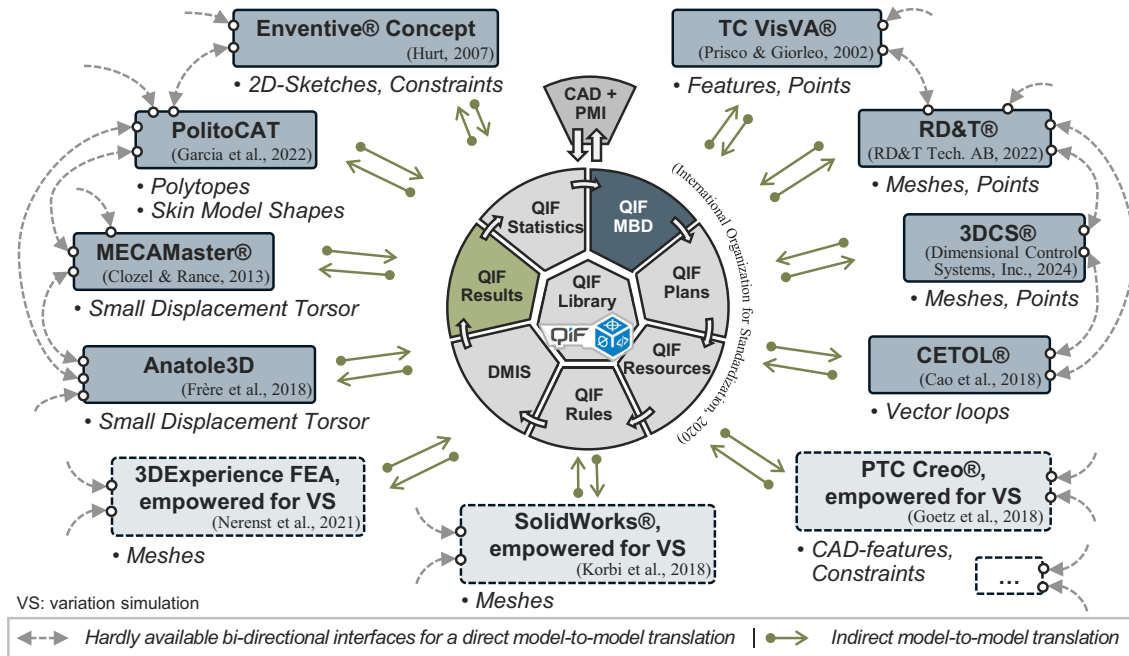 Enventive® Concept
(Hurt, 2007)
• 2D-Sketches, Constraints
TC VisVA®
(Prisco & Giorleo, 2002)
• Features, Points
CAD +
PMI
PolitoCAT
(Garcia et al., 2022)
• Polytopes
• Skin Model Shapes
RD&T®
(RD&T Tech. AB, 2022)
• Meshes, Points
MECAMaster®
(Clozel & Rance, 2013)
• Small Displacement Torsor
3DCS®
(Dimensional Control
Systems, Inc., 2024)
• Meshes, Points
QIF
Statistics
QIF
MBD
QIF
Results
QIF
Library
QIF
QIF
Plans
DMIS
QIF
Rules
QIF
Resources
(International Organization for Standardization, 2020)
Anatole3D
(Frère et al., 2018)
• Small Displacement Torsor
CETOL®
(Cao et al., 2018)
• Vector loops
3DExperience FEA,
empowered for VS
(Nerenst et al., 2021)
• Meshes
SolidWorks®,
empowered for VS
(Korbi et al., 2018)
• Meshes
PTC Creo®,
empowered for VS
(Goetz et al., 2018)
• CAD-features,
Constraints
...
VS: variation simulation
Hardly available bi-directional interfaces for a direct model-to-model translation
Indirect model-to-model translation